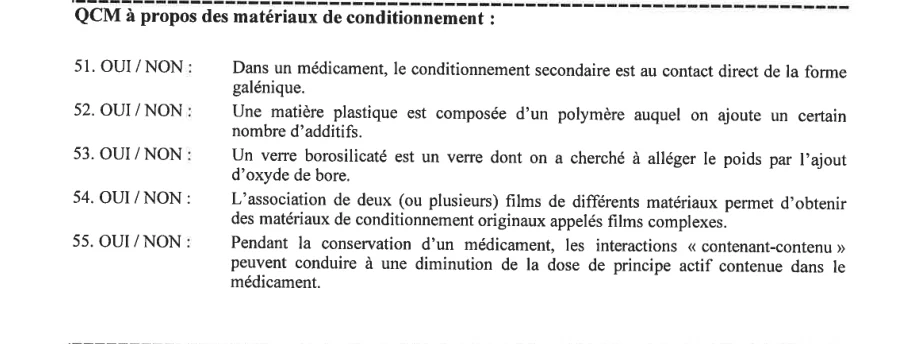 QCM à propos des matériaux de conditionnement :
51. OUI / NON : Dans un médicament, le conditionnement secondaire est au contact direct de la forme
galénique.
52. OUI / NON : Une matière plastique est composée d'un polymère auquel on ajoute un certain
nombre d'additifs.
53. OUI / NON : Un verre borosilicaté est un verre dont on a cherché à alléger le poids par l'ajout
d'oxyde de bore.
54. OUI / NON : L'association de deux (ou plusieurs) films de différents matériaux permet d'obtenir
des matériaux de conditionnement originaux appelés films complexes.
55. OUI / NON : Pendant la conservation d'un médicament, les interactions « contenant-contenu »
peuvent conduire à une diminution de la dose de principe actif contenue dans le
médicament.